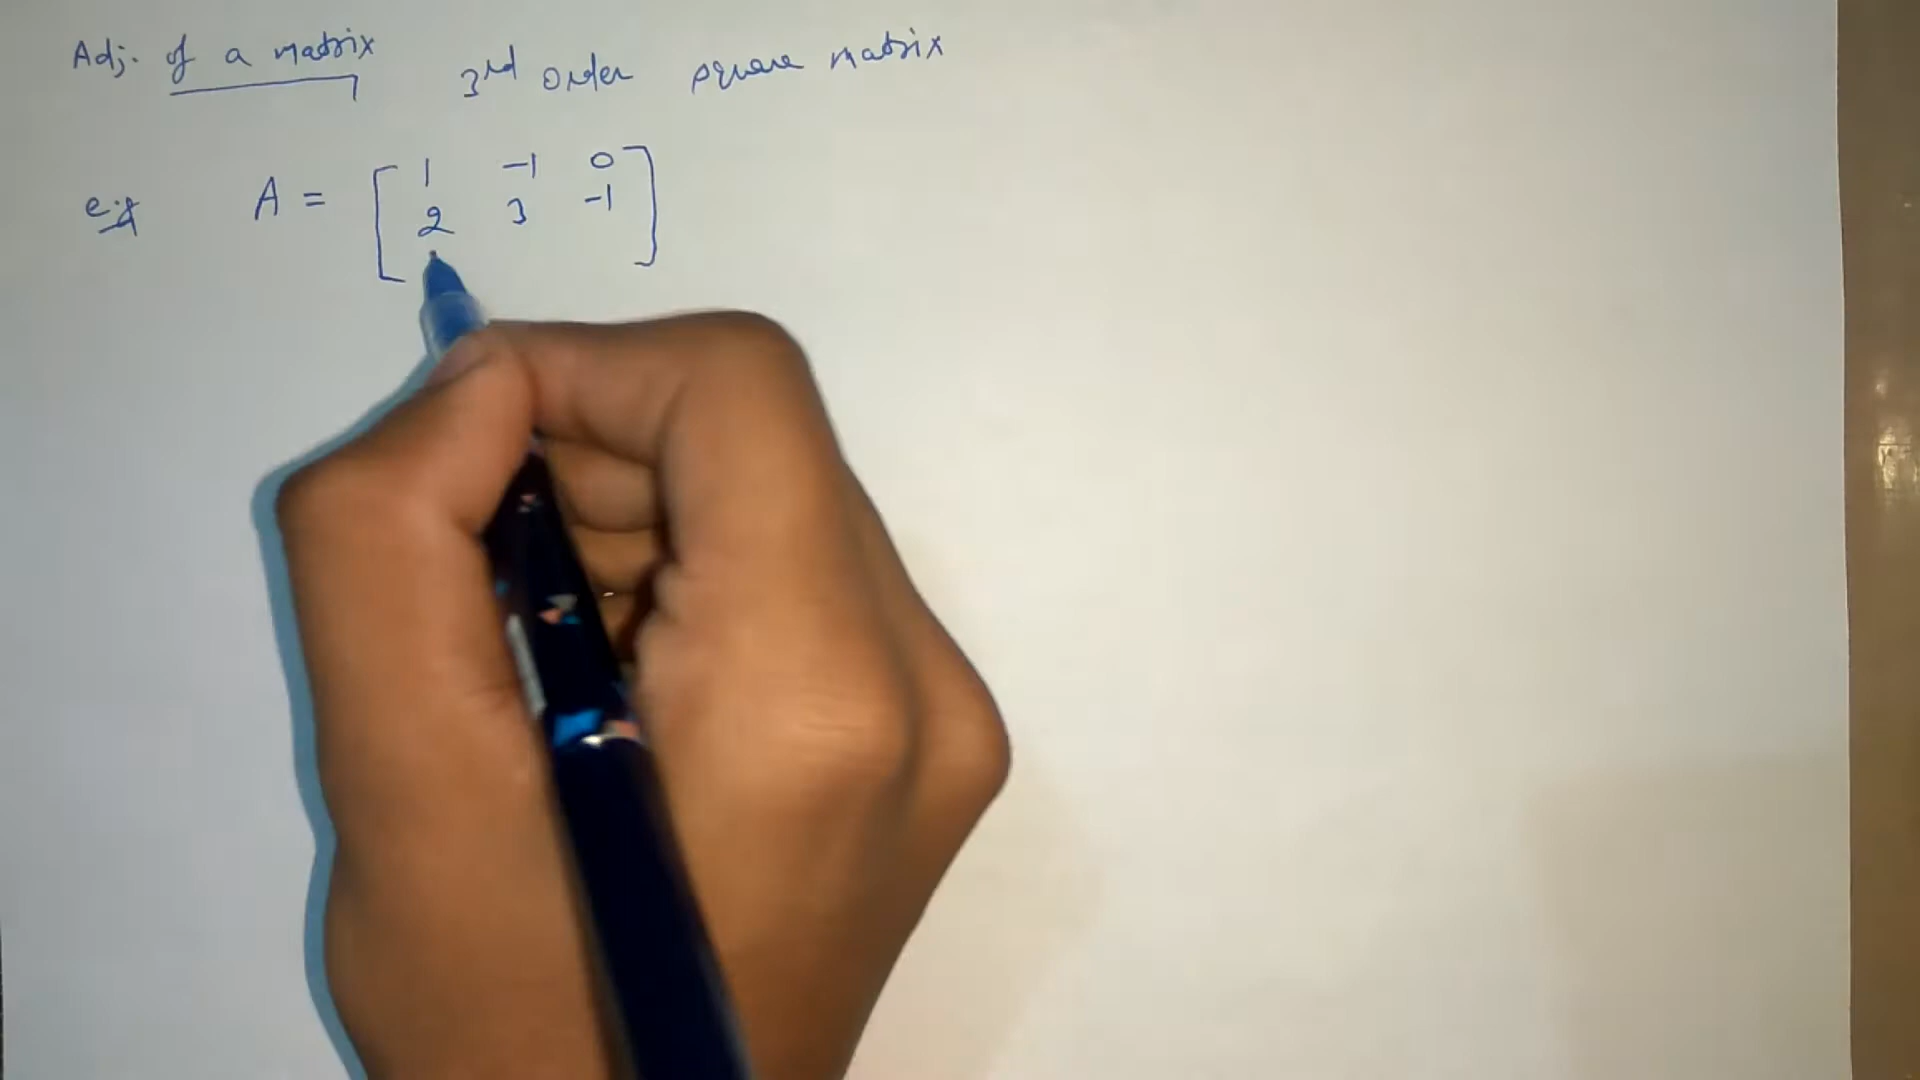 Adj. of a matrix 3rd order square matrix
e.g A = [ 1 -1 0
2 3 -1 ]